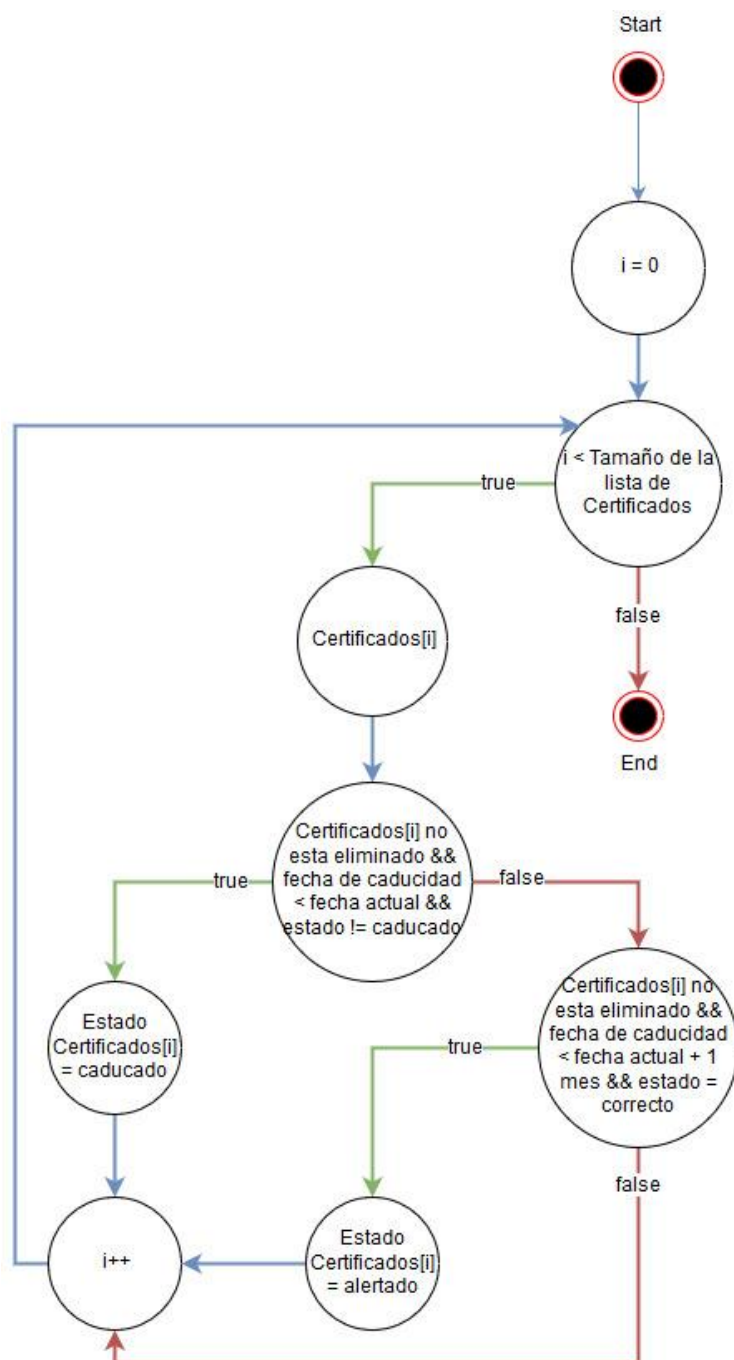 Start
i = 0
i < Tamaño de la
lista de
Certificados
true
false
Certificados[i]
End
Certificados[i] no
esta eliminado &&
fecha de caducidad
< fecha actual &&
estado != caducado
true
false
Certificados[i] no
esta eliminado &&
fecha de caducidad
< fecha actual + 1
mes && estado =
correcto
Estado
Certificados[i]
= caducado
true
false
i++
Estado
Certificados[i]
= alertado